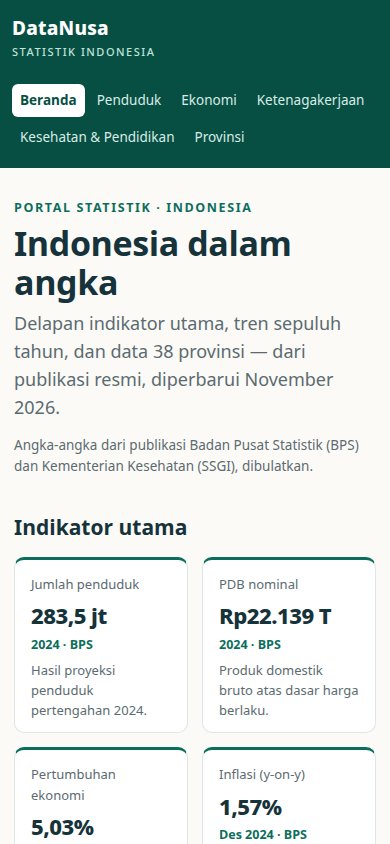 DataNusa
STATISTIK INDONESIA
Beranda Penduduk Ekonomi Ketenagakerjaan
Kesehatan & Pendidikan Provinsi
PORTAL STATISTIK · INDONESIA
Indonesia dalam
angka
Delapan indikator utama, tren sepuluh
tahun, dan data 38 provinsi — dari
publikasi resmi, diperbarui November
2026.
Angka-angka dari publikasi Badan Pusat Statistik (BPS)
dan Kementerian Kesehatan (SSGI), dibulatkan.
Indikator utama
Jumlah penduduk
283,5 jt
2024 · BPS
Hasil proyeksi
penduduk
pertengahan 2024.
PDB nominal
Rp22.139 T
2024 · BPS
Produk domestik
bruto atas dasar harga
berlaku.
Pertumbuhan
ekonomi
5,03%
Inflasi (y-on-y)
1,57%
Des 2024 · BPS